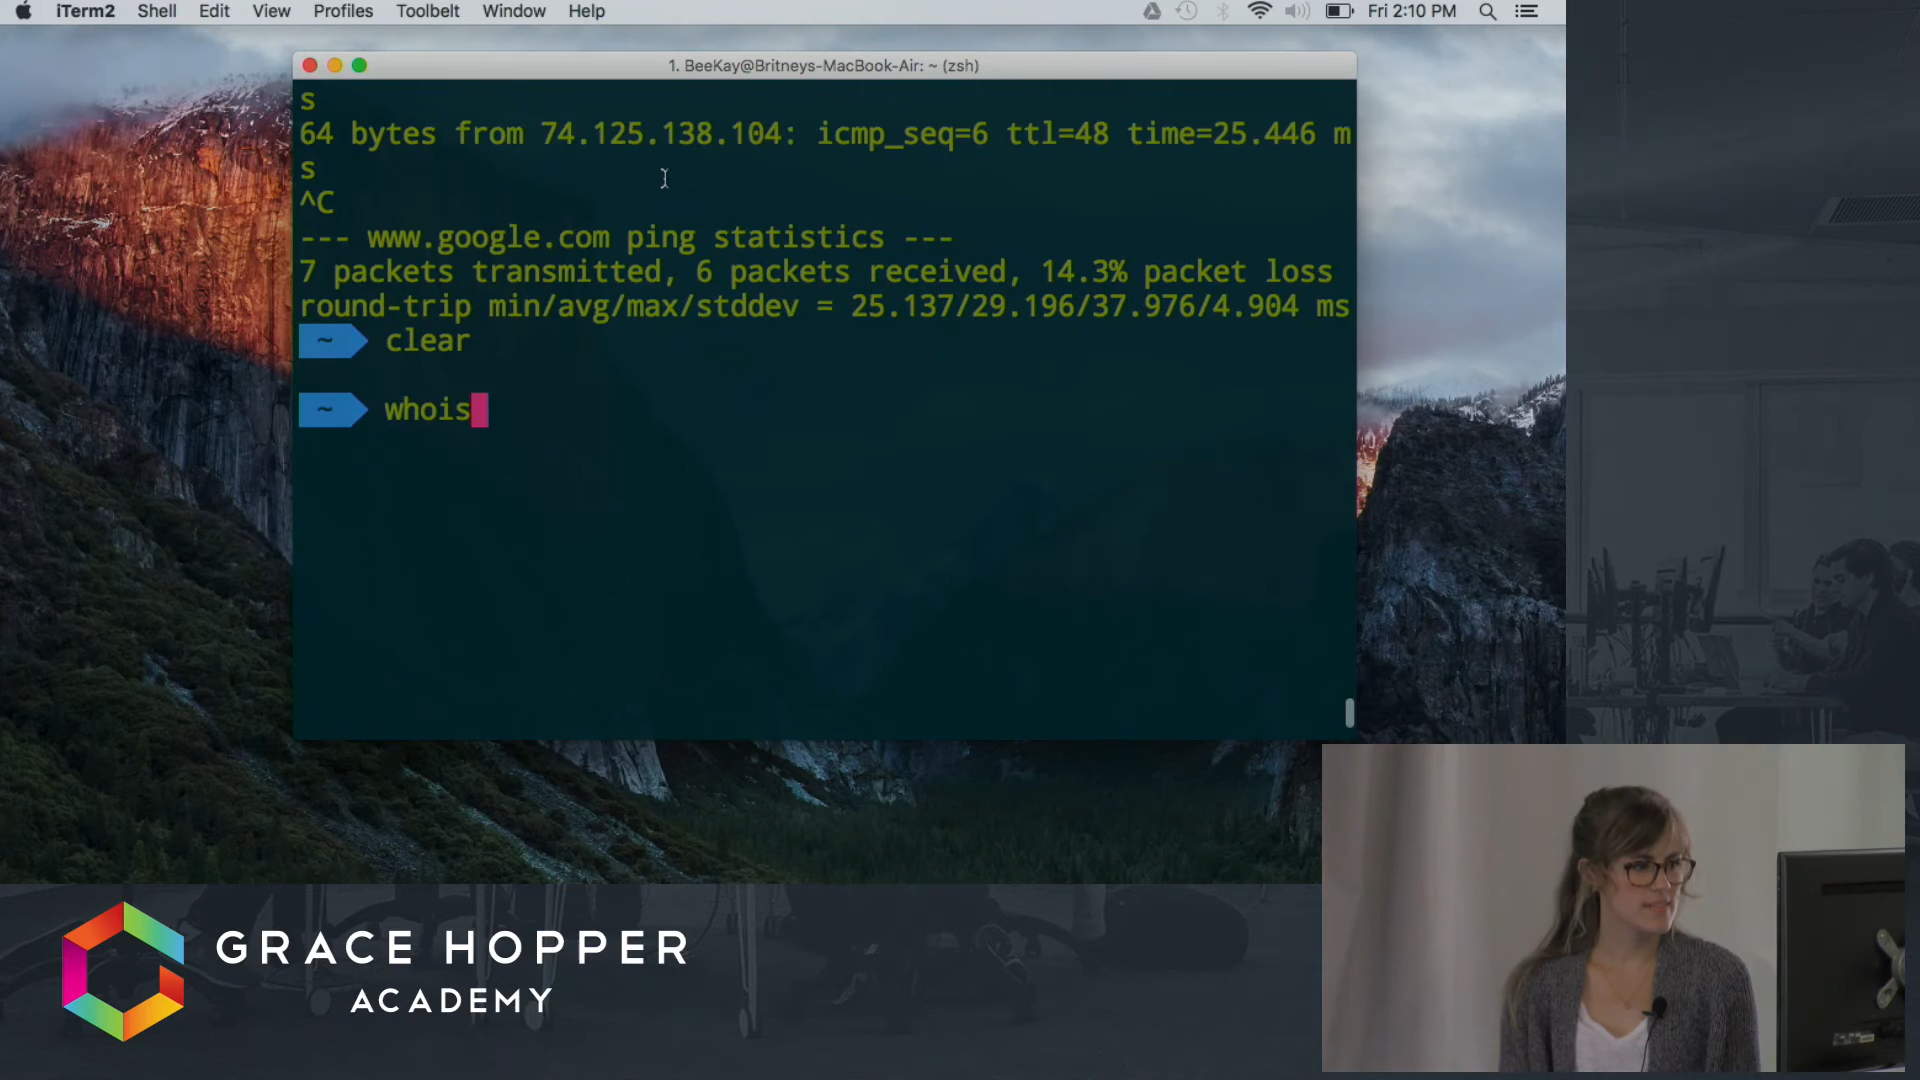 iTerm2 Shell Edit View Profiles Toolbelt Window Help Fri 2:10 PM
1. BeeKay@Britneys-MacBook-Air: ~ (zsh)
s
64 bytes from 74.125.138.104: icmp_seq=6 ttl=48 time=25.446 m
s
^C
--- www.google.com ping statistics ---
7 packets transmitted, 6 packets received, 14.3% packet loss
round-trip min/avg/max/stddev = 25.137/29.196/37.976/4.904 ms
~ clear
~ whois
GRACE HOPPER
ACADEMY